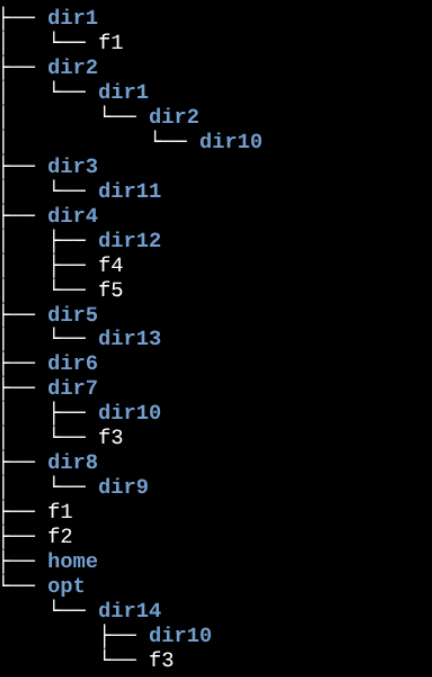 ├── dir1
│   └── f1
├── dir2
│   └── dir1
│       └── dir2
│           └── dir10
├── dir3
│   └── dir11
├── dir4
│   ├── dir12
│   ├── f4
│   └── f5
├── dir5
│   └── dir13
├── dir6
├── dir7
│   ├── dir10
│   └── f3
├── dir8
│   └── dir9
├── f1
├── f2
├── home
└── opt
    └── dir14
        ├── dir10
        └── f3